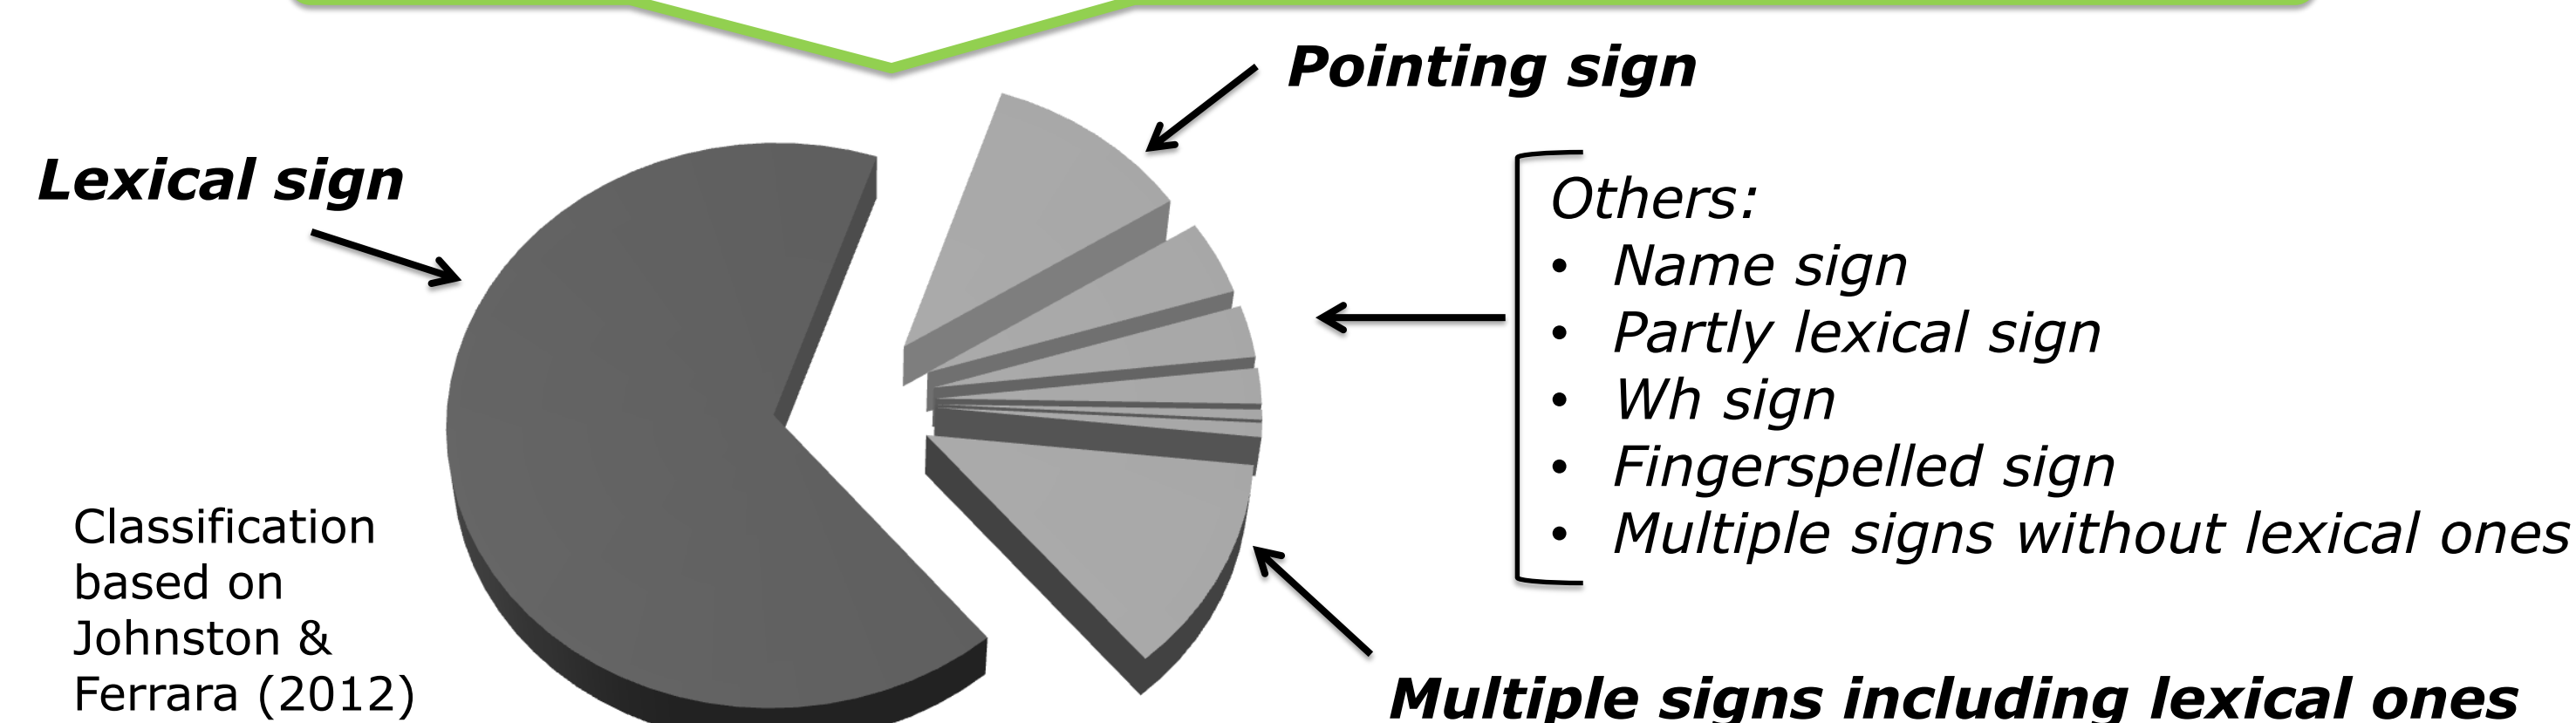 Pointing sign
Lexical sign
Others:
• Name sign
• Partly lexical sign
• Wh sign
• Fingerspelled sign
• Multiple signs without lexical ones
Classification
based on
Johnston &
Ferrara (2012)
Multiple signs including lexical ones